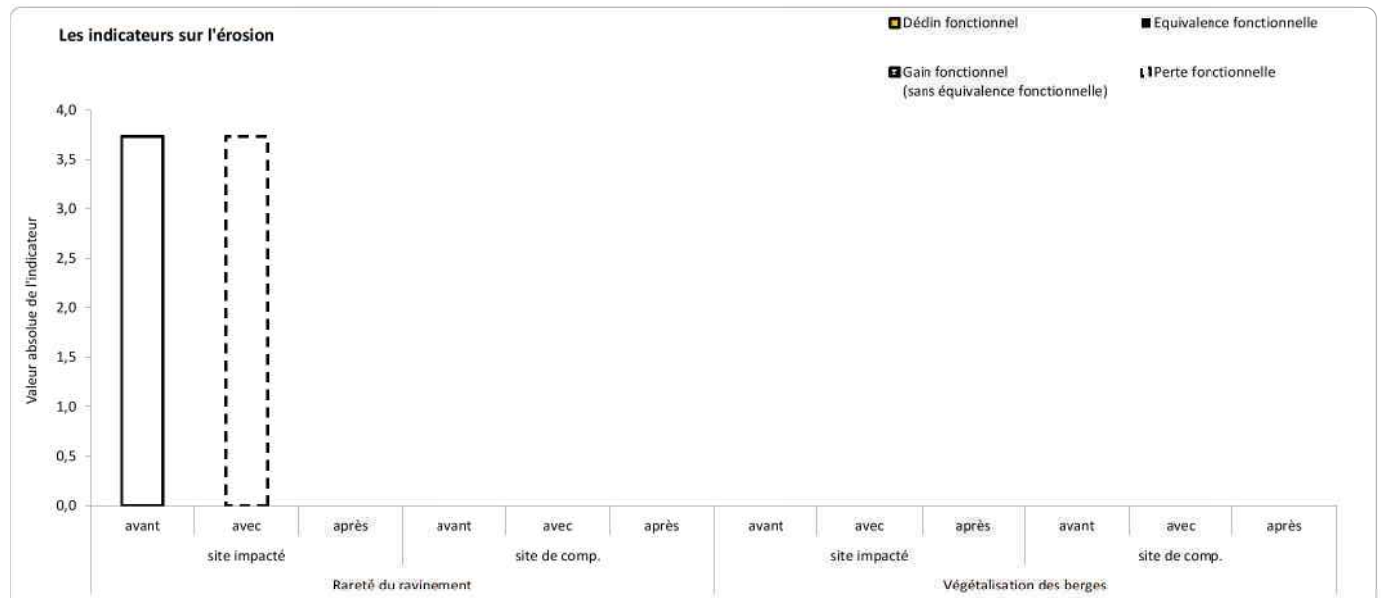 Les indicateurs sur l'érosion
Déclin fonctionnel
Equivalence fonctionnelle
Gain fonctionnel
(sans équivalence fonctionnelle)
Perte fonctionnelle
Valeur absolue de l'indicateur
4,0
3,5
3,0
2,5
2,0
1,5
1,0
0,5
0,0
avant avec après avant avec après avant avec après avant avec après
site impacté site de comp. site impacté site de comp.
Rareté du ravinement Végétalisation des berges